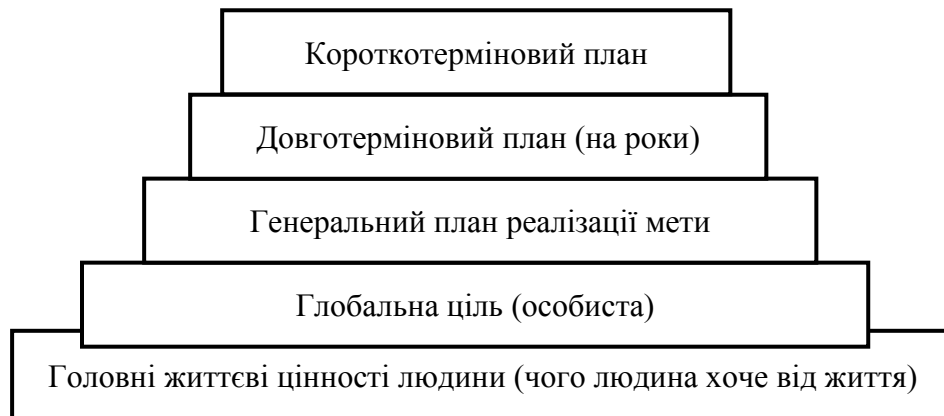 Короткотерміновий план
Довготерміновий план (на роки)
Генеральний план реалізації мети
Глобальна ціль (особиста)
Головні життєві цінності людини (чого людина хоче від життя)